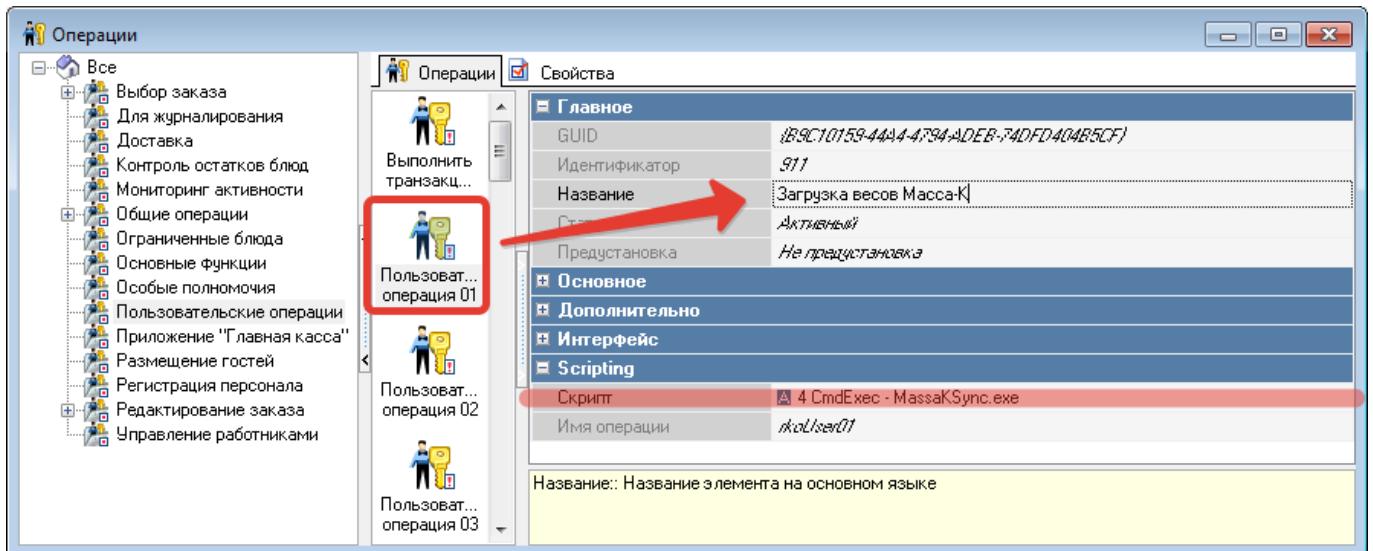 Операции
Все
Выбор заказа
Для журналирования
Доставка
Контроль остатков блюд
Мониторинг активности
Общие операции
Ограниченные блюда
Основные функции
Особые полномочия
Пользовательские операции
Приложение "Главная касса"
Размещение гостей
Регистрация персонала
Редактирование заказа
Управление работниками
Операции
Свойства
Выполнить
транзакц...
Пользоват...
операция 01
Пользоват...
операция 02
Пользоват...
операция 03
Главное
GUID {B9C10159-44A4-4794-ADEB-74DFD404B5CF}
Идентификатор 911
Название Загрузка весов Масса-К
Активный
Предустановка Не предустановка
Основное
Дополнительно
Интерфейс
Scripting
Скрипт 4 CmdExec - MassaKSync.exe
Имя операции rkoUser01
Название:: Название элемента на основном языке